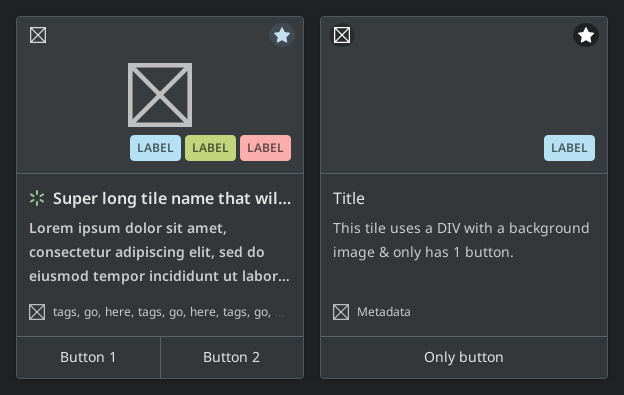 LABEL LABEL LABEL
Super long tile name that wil...
Lorem ipsum dolor sit amet,
consectetur adipiscing elit, sed do
eiusmod tempor incididunt ut labor...
tags, go, here, tags, go, here, tags, go, ...
Button 1
Button 2
LABEL
Title
This tile uses a DIV with a background
image & only has 1 button.
Metadata
Only button